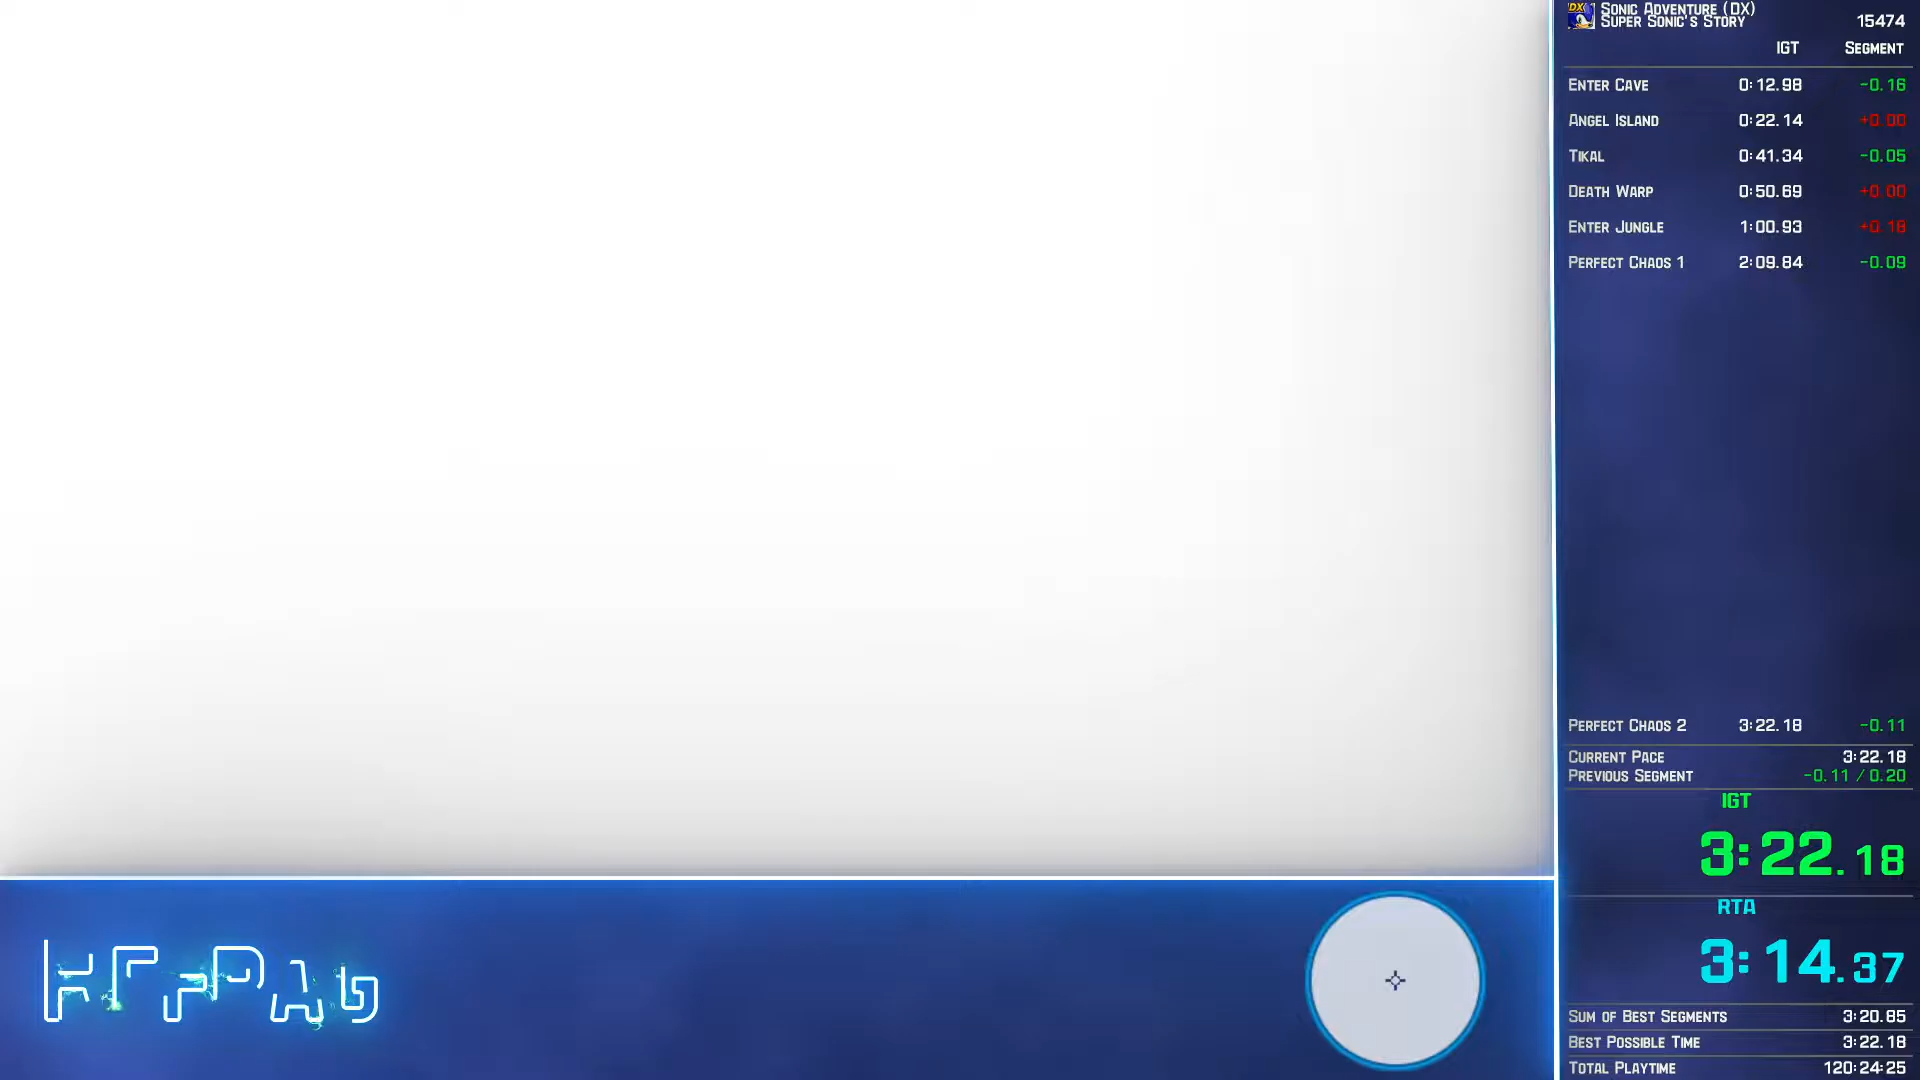 DX
SONIC ADVENTURE (DX)
SUPER SONIC'S STORY
15474
IGT SEGMENT
ENTER CAVE 0:12.98 -0.16
ANGEL ISLAND 0:22.14 +0.00
TIKAL 0:41.34 -0.05
DEATH WARP 0:50.69 +0.00
ENTER JUNGLE 1:00.93 +0.18
PERFECT CHAOS 1 2:09.84 -0.09
PERFECT CHAOS 2 3:22.18 -0.11
CURRENT PACE 3:22.18
PREVIOUS SEGMENT -0.11 / 0.20
IGT
3:22.18
RTA
3:14.37
SUM OF BEST SEGMENTS 3:20.85
BEST POSSIBLE TIME 3:22.18
TOTAL PLAYTIME 120:24:25